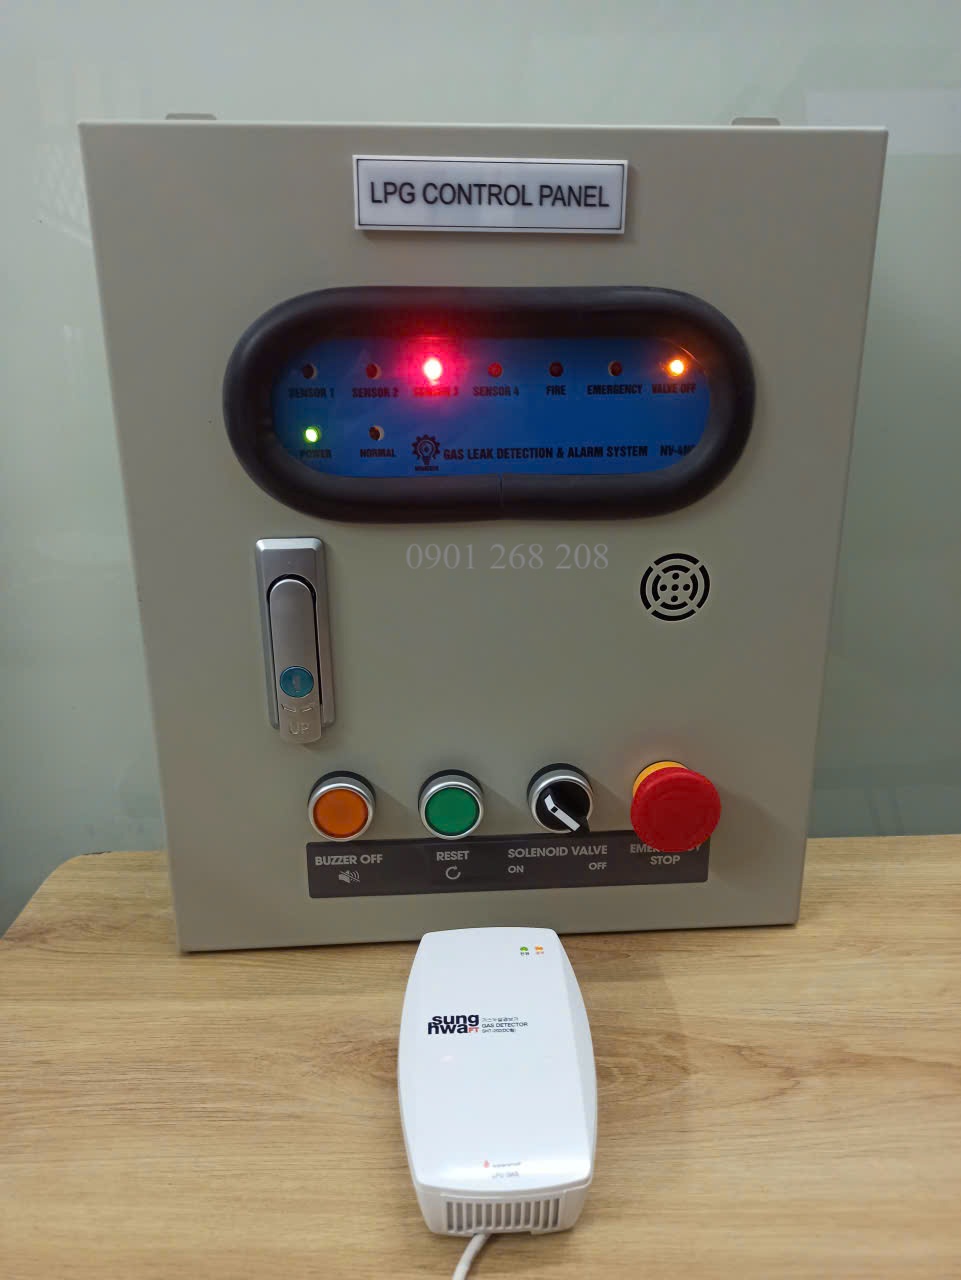 LPG CONTROL PANEL
SENSOR 1 SENSOR 2 SENSOR 3 SENSOR 4 FIRE EMERGENCY VALVE OFF
POWER NORMAL GAS LEAK DETECTION & ALARM SYSTEM
0901 268 208
UP
BUZZER OFF RESET SOLENOID VALVE EMERGENCY STOP
ON OFF
sung hwa PT
GAS DETECTOR